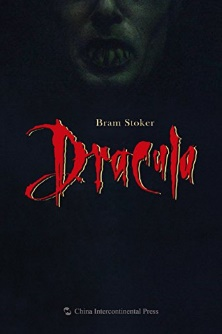 Bram Stoker
Dracula
China Intercontinental Press